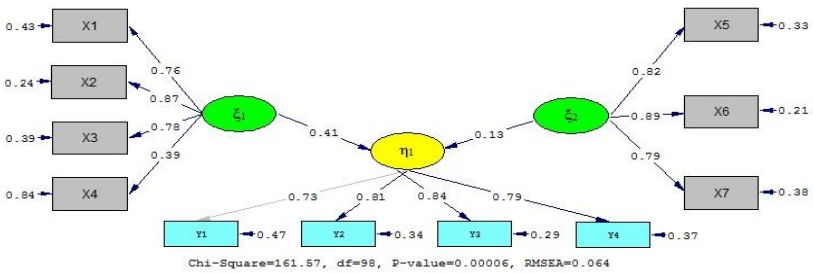 0.43 X1 X5 0.33
0.76 0.82
0.24 X2 0.87
ξ1 ξ2 0.89 X6 0.21
0.39 X3 0.78
0.41 0.13
0.39 η1 0.79
0.84 X4 X7 0.38
0.73 0.81 0.84 0.79
Y1 0.47 Y2 0.34 Y3 0.29 Y4 0.37
Chi-Square=161.57, df=98, P-value=0.00006, RMSEA=0.064